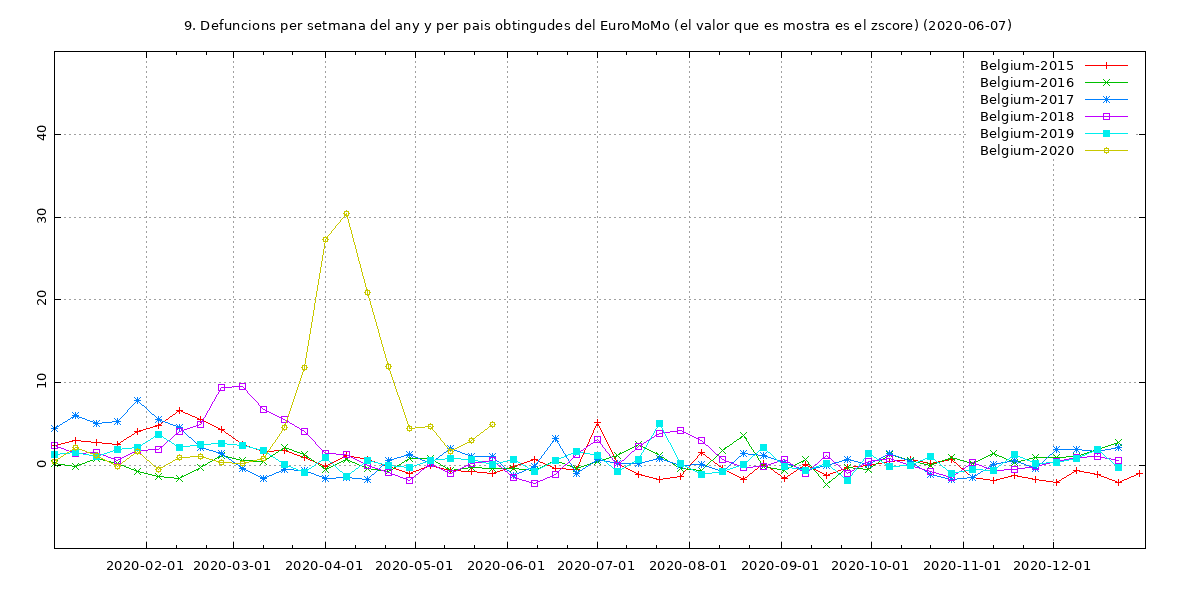 9. Defuncions per setmana del any y per pais obtingudes del EuroMoMo (el valor que es mostra es el zscore) (2020-06-07)
Belgium-2015
Belgium-2016
Belgium-2017
Belgium-2018
Belgium-2019
Belgium-2020
40
30
20
10
0
2020-02-01 2020-03-01 2020-04-01 2020-05-01 2020-06-01 2020-07-01 2020-08-01 2020-09-01 2020-10-01 2020-11-01 2020-12-01